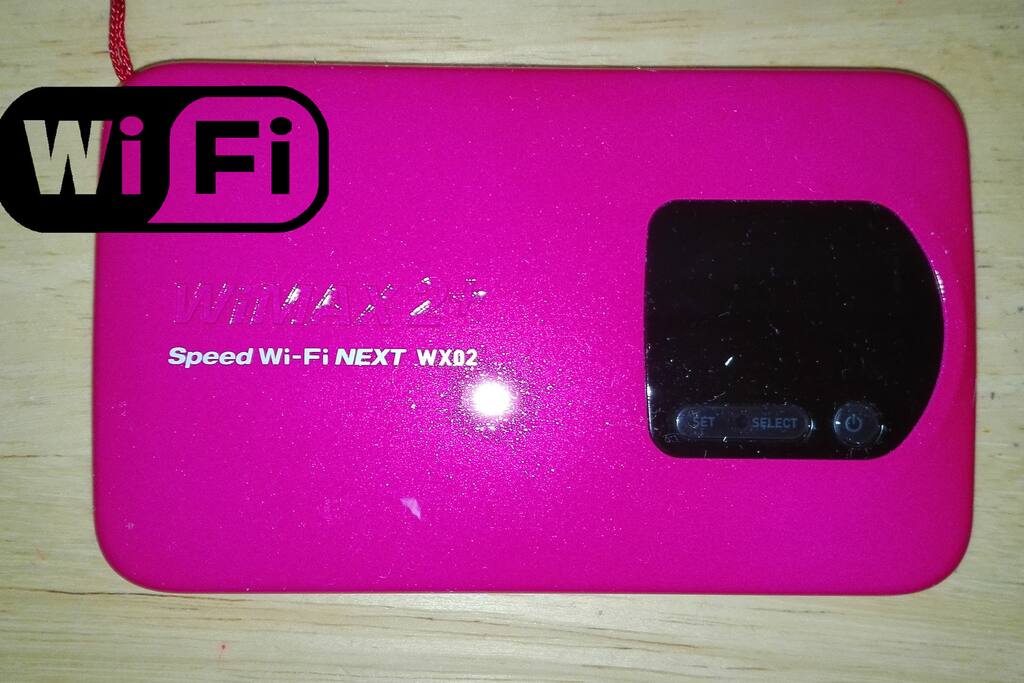 WiFi
WiMAX 2+
Speed Wi-Fi NEXT WX02
SET SELECT